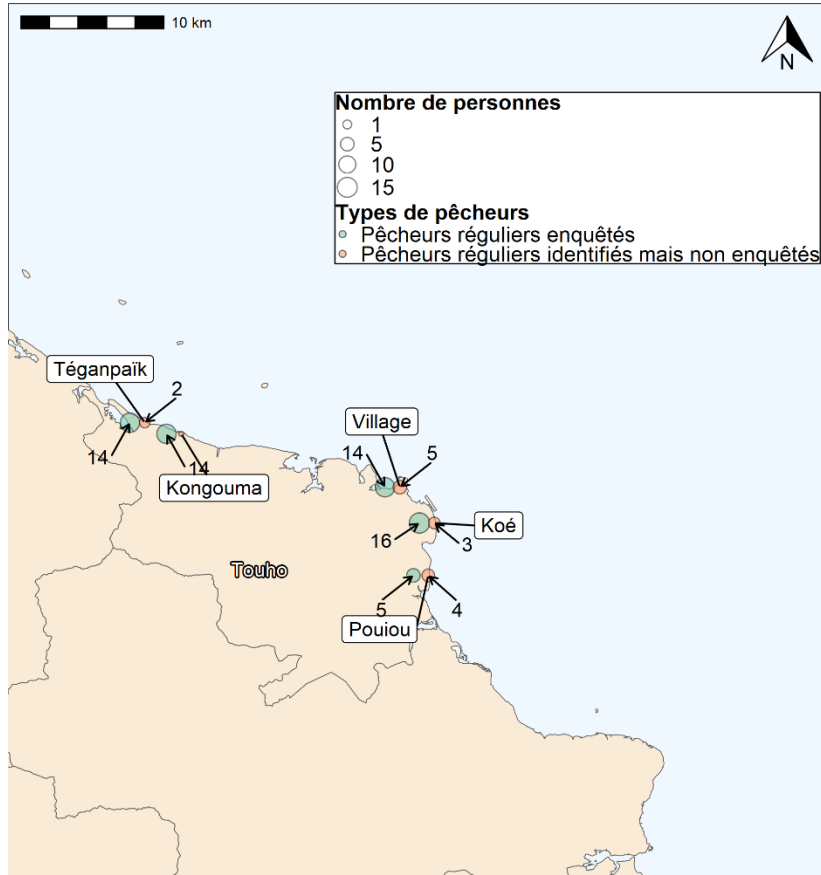 10 km
N
Nombre de personnes
1
5
10
15
Types de pêcheurs
Pêcheurs réguliers enquêtés
Pêcheurs réguliers identifiés mais non enquêtés
Téganpaïk
2
14
14
Kongouma
Village
14
5
16
Koé
3
Touho
5
4
Pouiou